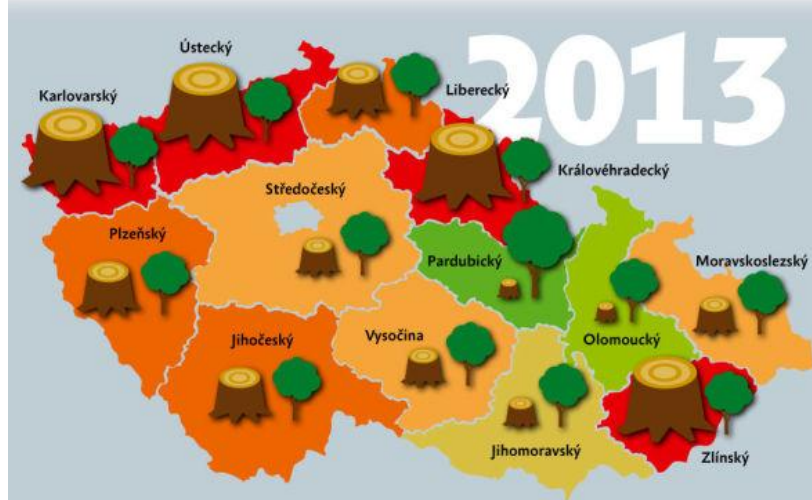 2013
Ústecký
Karlovarský
Liberecký
Královéhradecký
Středočeský
Plzeňský
Pardubický
Moravskoslezský
Jihočeský
Vysočina
Olomoucký
Jihomoravský
Zlínský